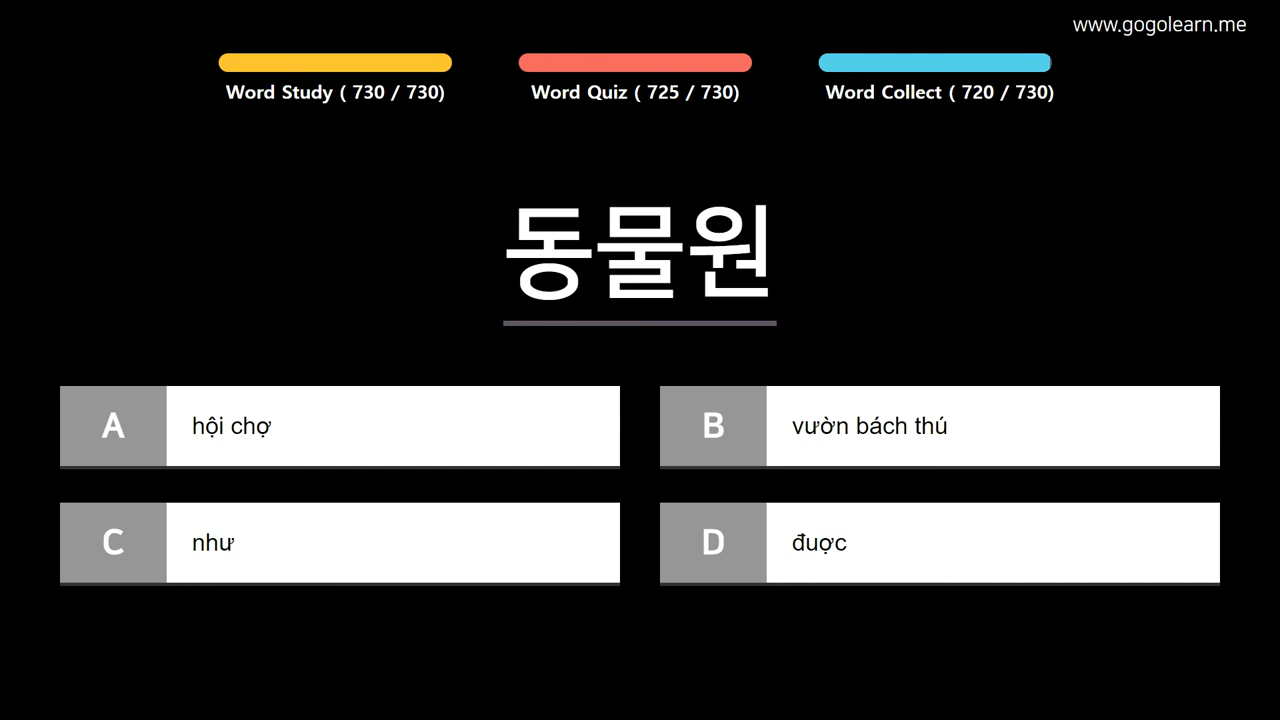 www.gogolearn.me
Word Study ( 730 / 730)
Word Quiz ( 725 / 730)
Word Collect ( 720 / 730)
동물원
A hội chợ
B vườn bách thú
C như
D đuợc